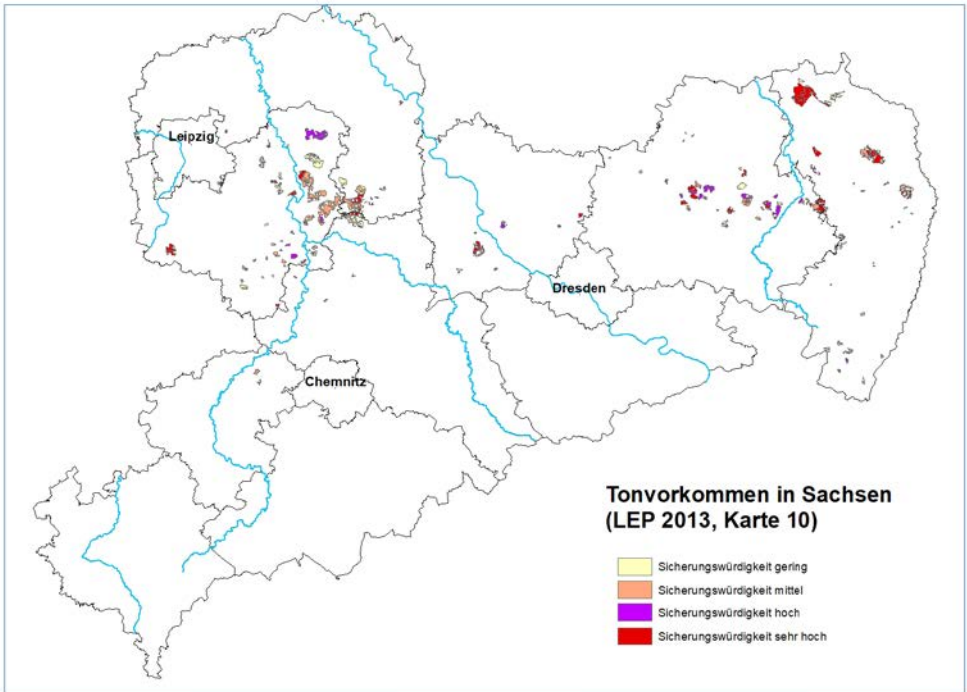 Leipzig
Dresden
Chemnitz
Tonvorkommen in Sachsen
(LEP 2013, Karte 10)
Sicherungswürdigkeit gering
Sicherungswürdigkeit mittel
Sicherungswürdigkeit hoch
Sicherungswürdigkeit sehr hoch